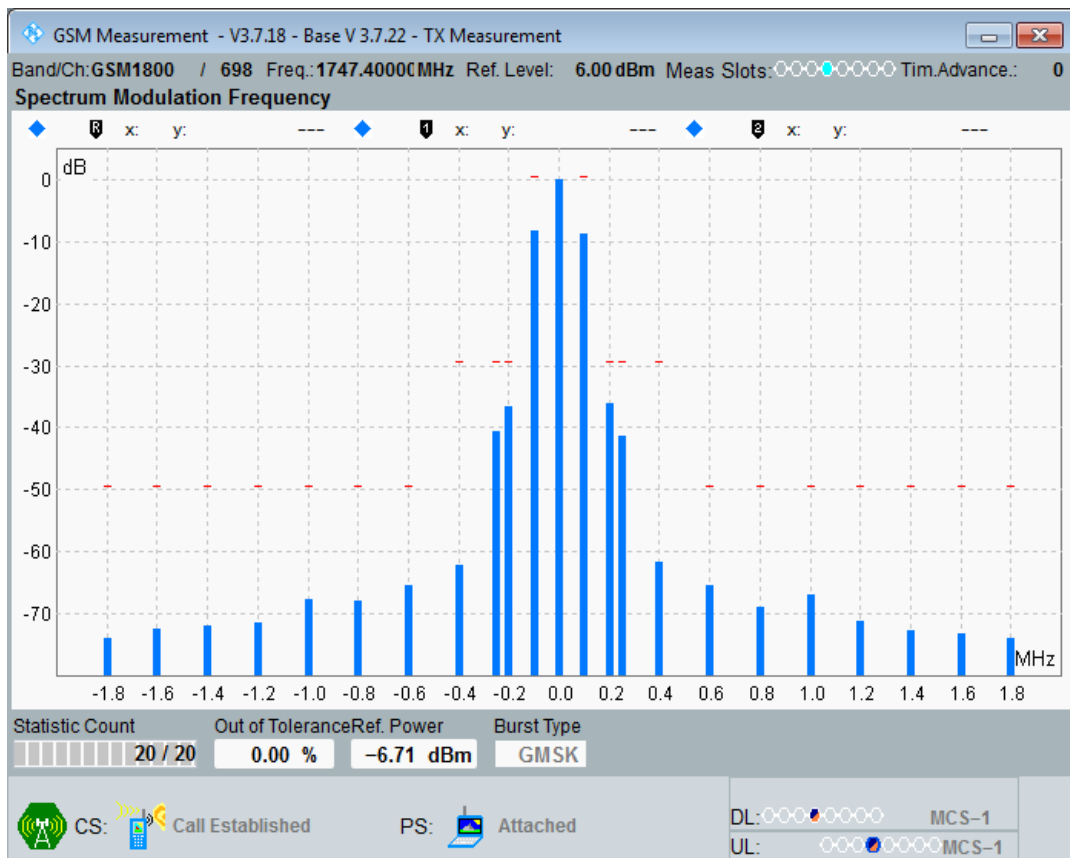 GSM Measurement - V3.7.18 - Base V 3.7.22 - TX Measurement
Band/Ch:GSM1800 / 698 Freq.:1747.40000MHz Ref. Level: 6.00 dBm Meas Slots: Tim.Advance.: 0
Spectrum Modulation Frequency
R x: y: --- 1 x: y: --- 2 x: y: ---
dB
0
-10
-20
-30
-40
-50
-60
-70
MHz
-1.8 -1.6 -1.4 -1.2 -1.0 -0.8 -0.6 -0.4 -0.2 0.0 0.2 0.4 0.6 0.8 1.0 1.2 1.4 1.6 1.8
Statistic Count Out of Tolerance Ref. Power Burst Type
20 / 20 0.00 % −6.71 dBm GMSK
CS: Call Established PS: Attached
DL: MCS−1
UL: MCS−1